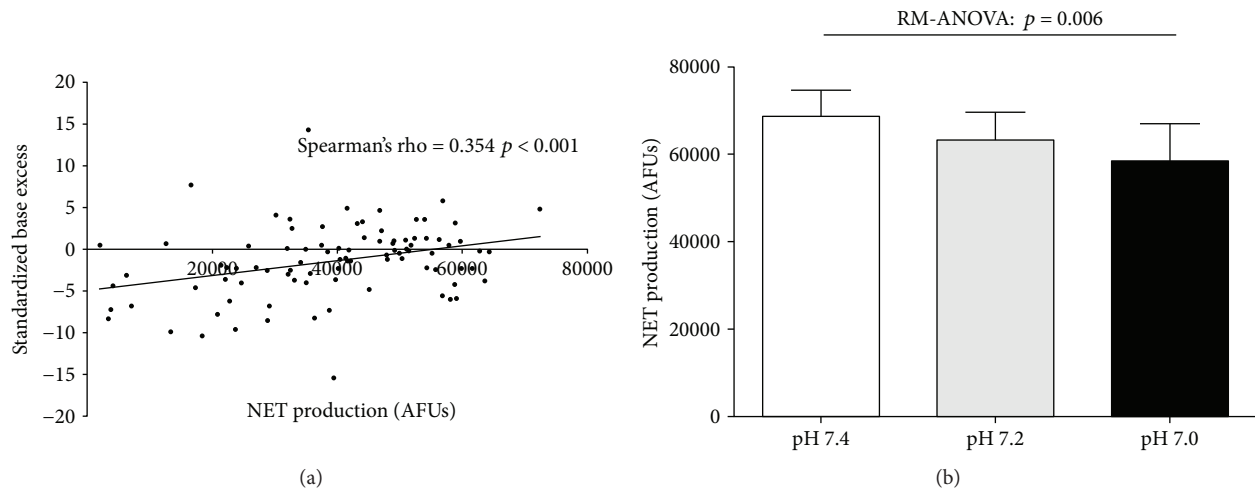 20
15
10
5
0
−5
−10
−15
−20
Standardized base excess
Spearman's rho = 0.354 p < 0.001
20000
40000
60000
80000
NET production (AFUs)
(a)
RM-ANOVA: p = 0.006
80000
60000
40000
20000
0
NET production (AFUs)
pH 7.4
pH 7.2
pH 7.0
(b)